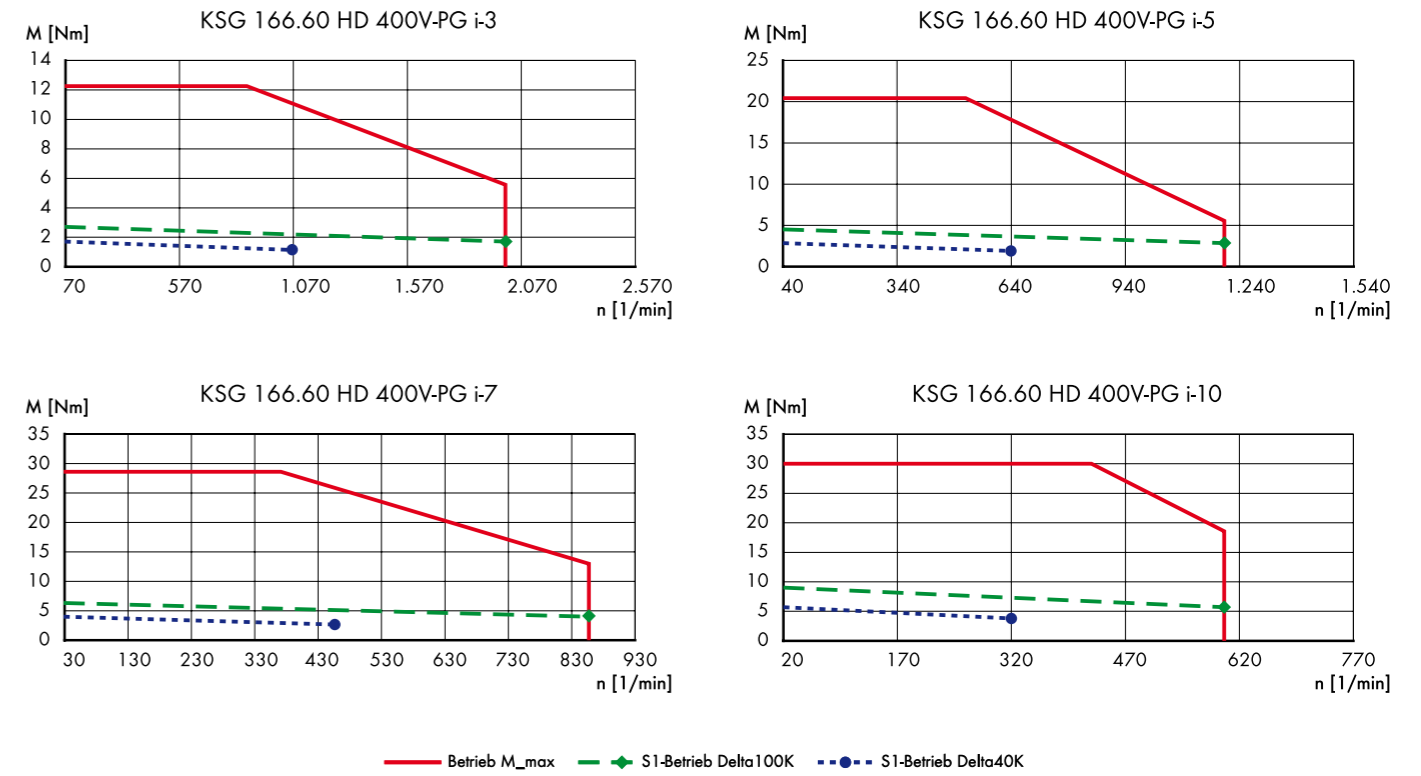 KSG 166.60 HD 400V-PG i-3
M [Nm]
14
12
10
8
6
4
2
0
70 570 1.070 1.570 2.070 2.570
n [1/min]
KSG 166.60 HD 400V-PG i-5
M [Nm]
25
20
15
10
5
0
40 340 640 940 1.240 1.540
n [1/min]
KSG 166.60 HD 400V-PG i-7
M [Nm]
35
30
25
20
15
10
5
0
30 130 230 330 430 530 630 730 830 930
n [1/min]
KSG 166.60 HD 400V-PG i-10
M [Nm]
35
30
25
20
15
10
5
0
20 170 320 470 620 770
n [1/min]
Betrieb M_max S1-Betrieb Delta100K S1-Betrieb Delta40K